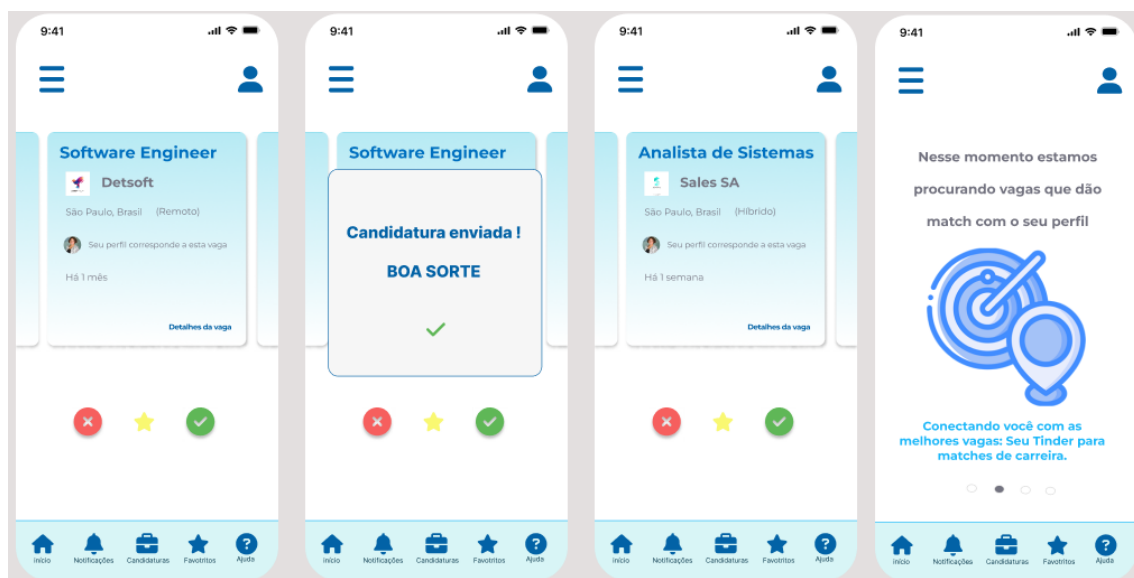 9:41
Software Engineer
Detsoft
São Paulo, Brasil (Remoto)
Seu perfil corresponde a esta vaga
Há 1 mês
Detalhes da vaga
início Notificações Candidaturas Favotritos Ajuda
9:41
Software Engineer
Candidatura enviada !
BOA SORTE
início Notificações Candidaturas Favotritos Ajuda
9:41
Analista de Sistemas
Sales SA
São Paulo, Brasil (Híbrido)
Seu perfil corresponde a esta vaga
Há 1 semana
Detalhes da vaga
início Notificações Candidaturas Favotritos Ajuda
9:41
Nesse momento estamos
procurando vagas que dão
match com o seu perfil
Conectando você com as
melhores vagas: Seu Tinder para
matches de carreira.
início Notificações Candidaturas Favotritos Ajuda